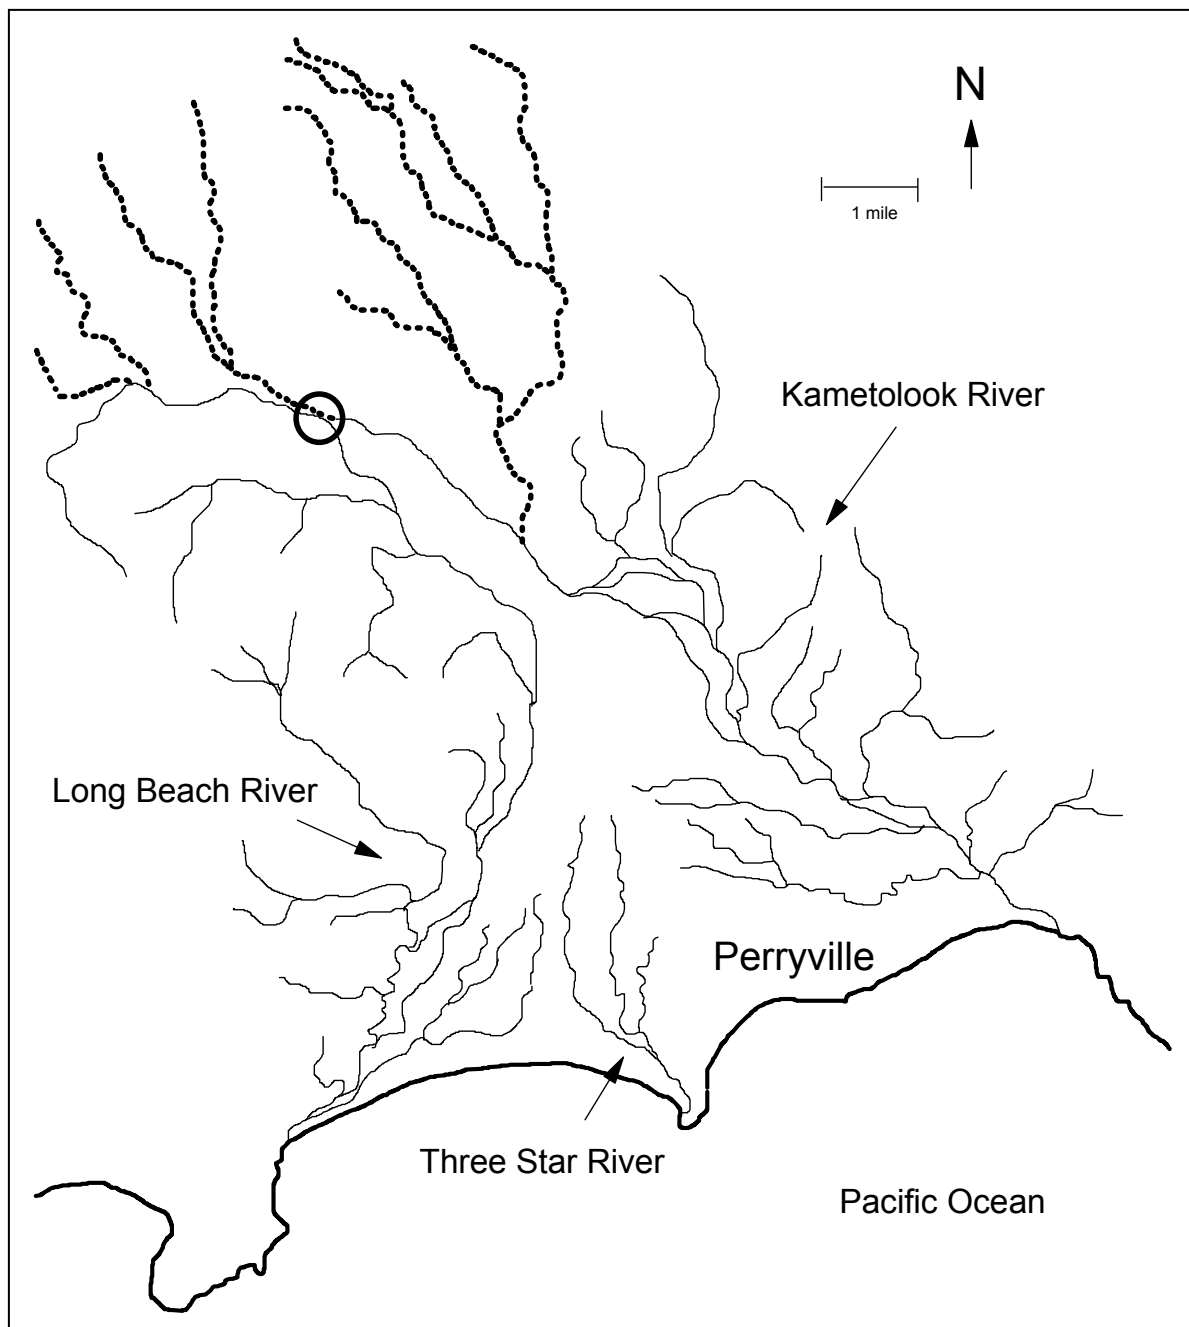 N
1 mile
Kametolook River
Long Beach River
Perryville
Three Star River
Pacific Ocean